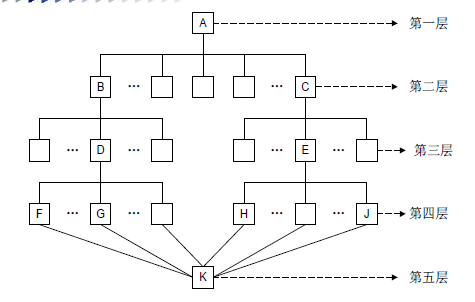 A 第一层
B ··· ··· C 第二层
··· D ··· ··· E ··· 第三层
F ··· G ··· H ··· ··· J 第四层
K 第五层